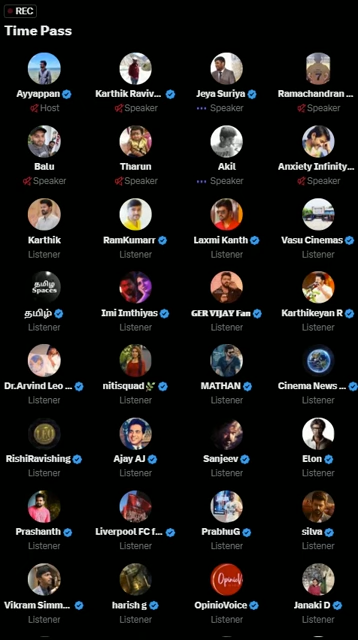 REC
Time Pass
Ayyappan Karthik Raviv... Jeya Suriya Ramachandran ...
Host Speaker Speaker Speaker
Balu Tharun Akil Anxiety Infinity...
Speaker Speaker Speaker Speaker
Karthik RamKumarr Laxmi Kanth Vasu Cinemas
Listener Listener Listener Listener
தமிழ்
Spaces
தமிழ் Imi Imthiyas GER VIJAY Fan Karthikeyan R
Listener Listener Listener Listener
Dr.Arvind Leo ... nitisquad MATHAN Cinema News ...
Listener Listener Listener Listener
RishiRavishing Ajay AJ Sanjeev Elon
Listener Listener Listener Listener
Prashanth Liverpool FC f... PrabhuG silva
Listener Listener Listener Listener
Opinio
Vikram Simm... harish g OpinioVoice Janaki D
Listener Listener Listener Listener